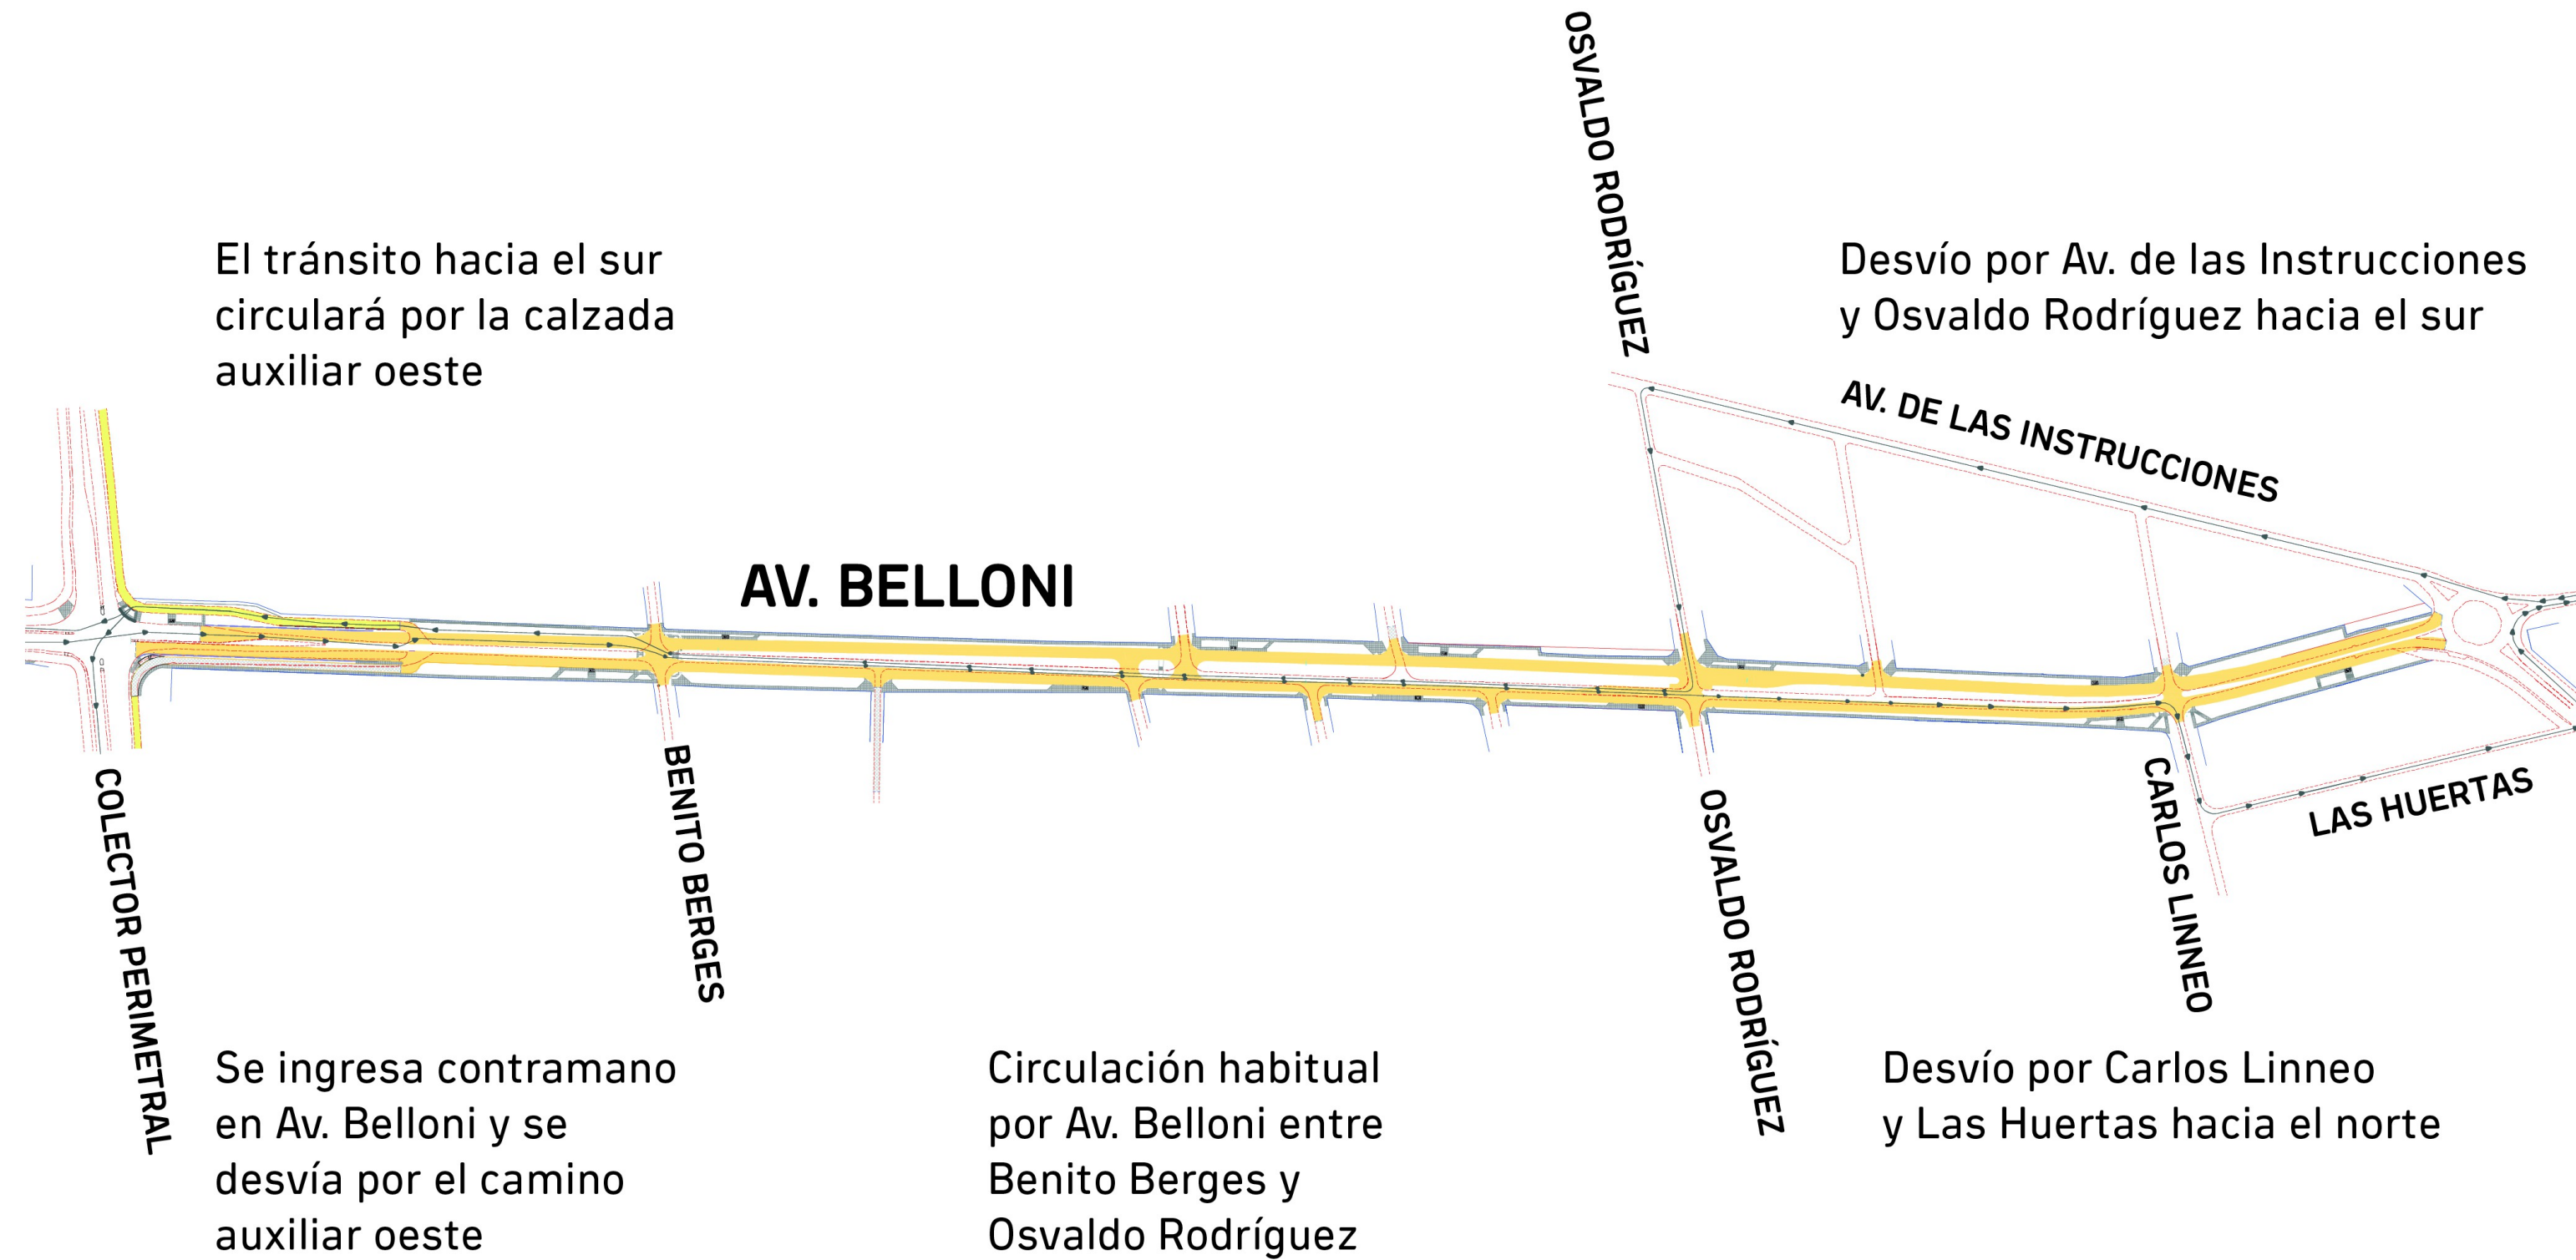 OSVALDO RODRÍGUEZ
El tránsito hacia el sur
circulará por la calzada
auxiliar oeste
Desvío por Av. de las Instrucciones
y Osvaldo Rodríguez hacia el sur
AV. DE LAS INSTRUCCIONES
AV. BELLONI
COLECTOR PERIMETRAL
BENITO BERGES
OSVALDO RODRÍGUEZ
CARLOS LINNEO
LAS HUERTAS
Se ingresa contramano
en Av. Belloni y se
desvía por el camino
auxiliar oeste
Circulación habitual
por Av. Belloni entre
Benito Berges y
Osvaldo Rodríguez
Desvío por Carlos Linneo
y Las Huertas hacia el norte